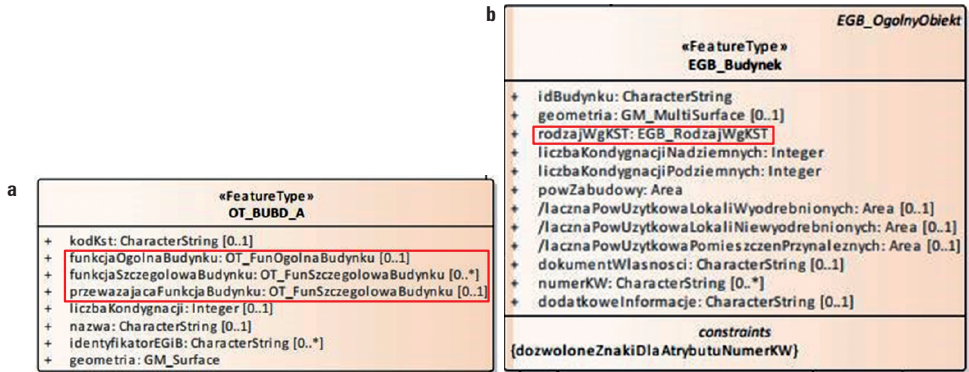 a
«FeatureType»
OT_BUBD_A
+ kodKst: CharacterString [0..1]
+ funkcjaOgolnaBudynku: OT_FunOgolnaBudynku [0..1]
+ funkcjaSzczegolowaBudynku: OT_FunSzczegolowaBudynku [0..*]
+ przewazajacaFunkcjaBudynku: OT_FunSzczegolowaBudynku [0..1]
+ liczbaKondygnacji: Integer [0..1]
+ nazwa: CharacterString [0..1]
+ identyfikatorEGiB: CharacterString [0..*]
+ geometria: GM_Surface
b
EGB_OgolnyObiekt
«FeatureType»
EGB_Budynek
+ idBudynku: CharacterString
+ geometria: GM_MultiSurface [0..1]
+ rodzajWgKST: EGB_RodzajWgKST
+ liczbaKondygnacjiNadziemnych: Integer
+ liczbaKondygnacjiPodziemnych: Integer
+ powZabudowy: Area
+ /lacznaPowUzytkowaLokaliWyodrebnionych: Area [0..1]
+ /lacznaPowUzytkowaLokaliNiewyodrebnionych: Area [0..1]
+ /lacznaPowUzytkowaPomieszczenPrzynaleznych: Area [0..1]
+ dokumentWlasnosci: CharacterString [0..1]
+ numerKW: CharacterString [0..*]
+ dodatkoweInformacje: CharacterString [0..1]
constraints
{dozwoloneZnakiDlaAtrybutuNumerKW}